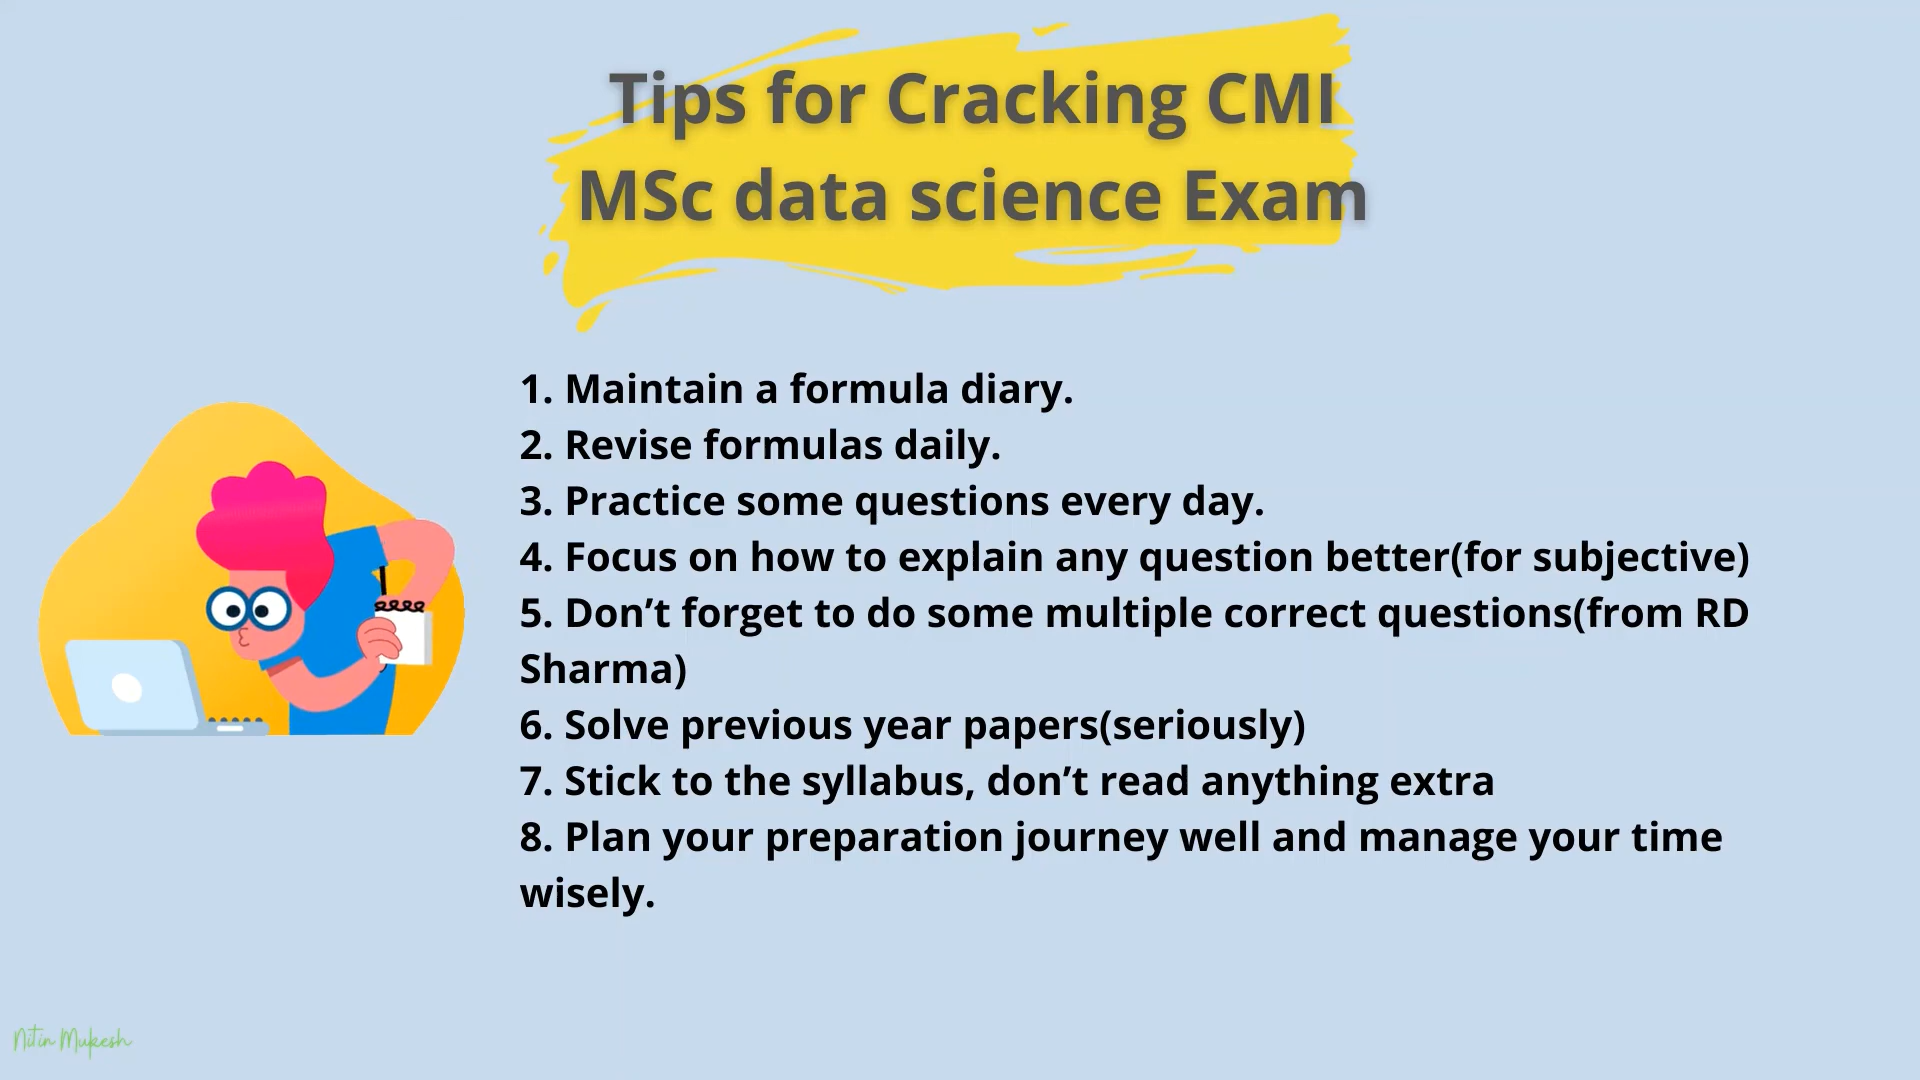 Tips for Cracking CMI
MSc data science Exam
1. Maintain a formula diary.
2. Revise formulas daily.
3. Practice some questions every day.
4. Focus on how to explain any question better(for subjective)
5. Don’t forget to do some multiple correct questions(from RD
Sharma)
6. Solve previous year papers(seriously)
7. Stick to the syllabus, don’t read anything extra
8. Plan your preparation journey well and manage your time
wisely.
Nitin Mukesh